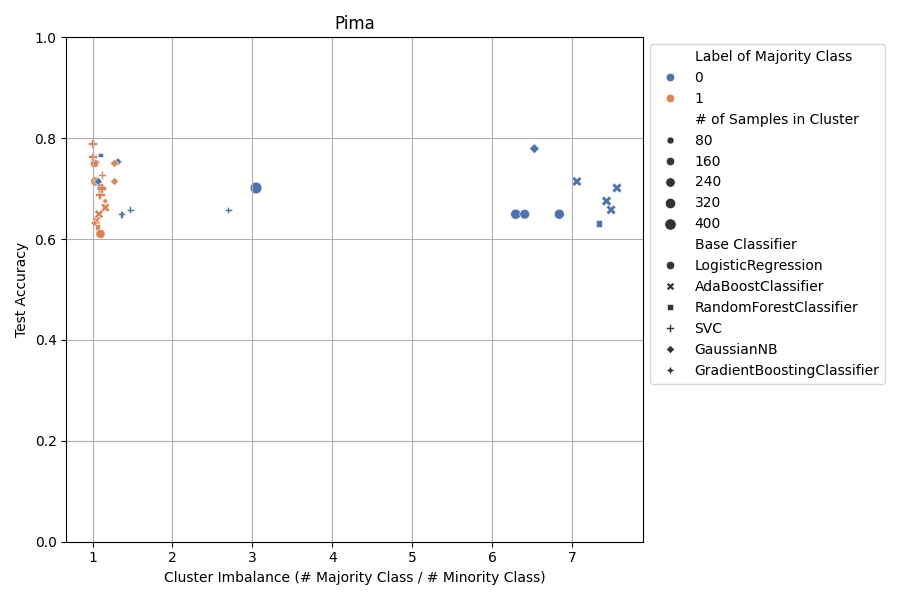 Pima
1.0
0.8
0.6
0.4
0.2
0.0
Test Accuracy
1 2 3 4 5 6 7
Cluster Imbalance (# Majority Class / # Minority Class)
Label of Majority Class
0
1
# of Samples in Cluster
80
160
240
320
400
Base Classifier
LogisticRegression
AdaBoostClassifier
RandomForestClassifier
SVC
GaussianNB
GradientBoostingClassifier